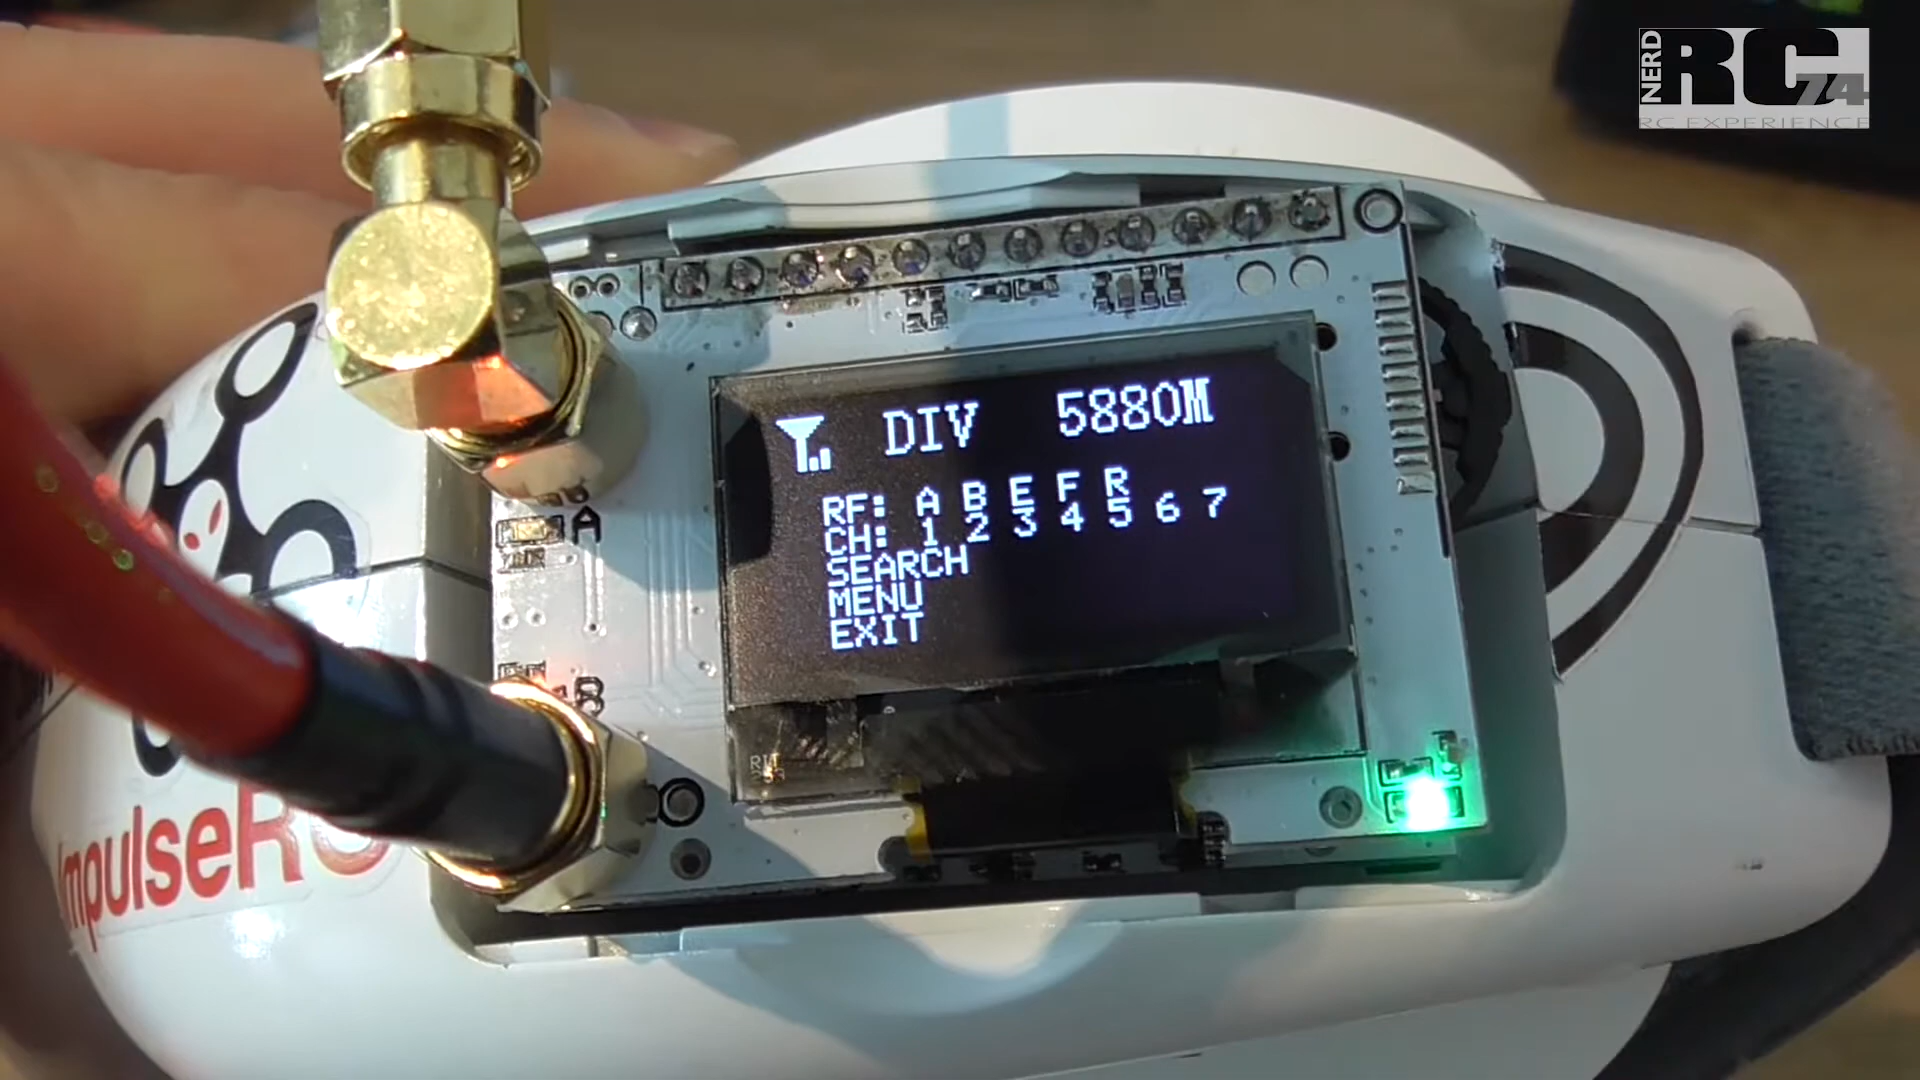 NERD
RC
74
RC EXPERIENCE
DIV 5880M
RF: A B E F R
CH: 1 2 3 4 5 6 7
SEARCH
MENU
EXIT
A
B
ImpulseRC